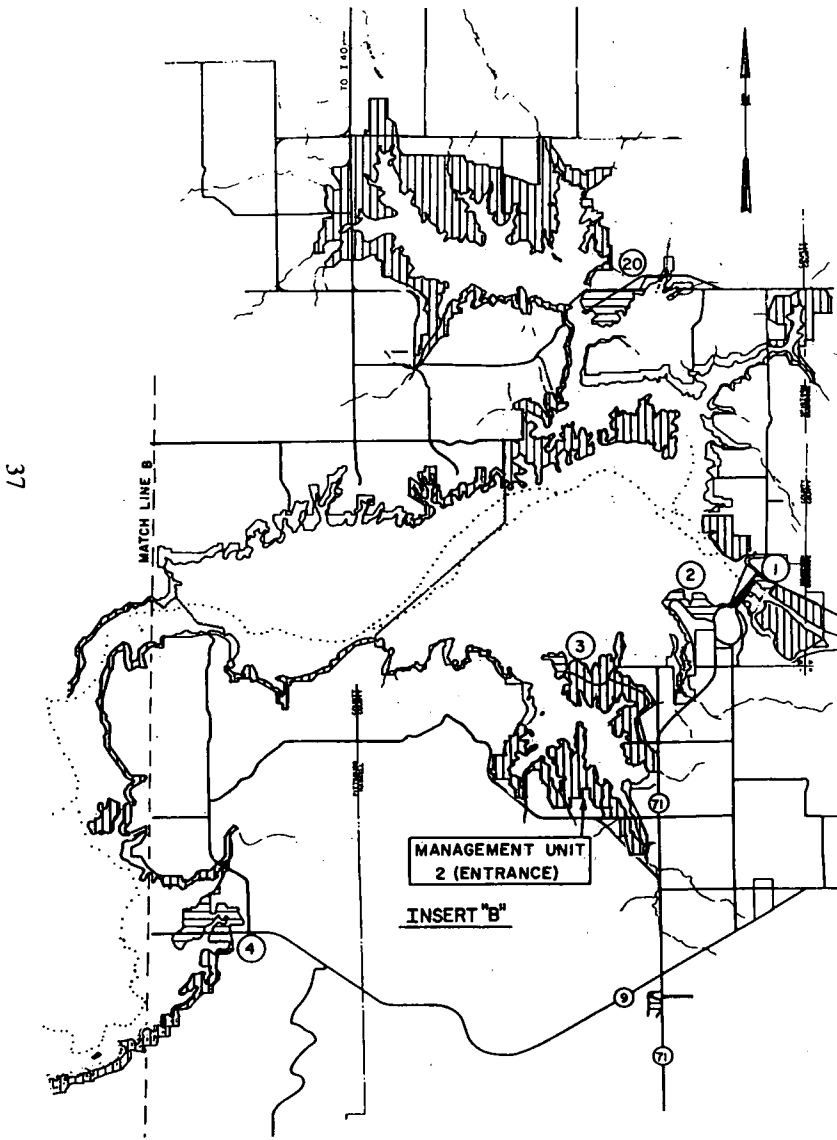 TO I 40
20
MATCH LINE B
37
1
2
3
71
MANAGEMENT UNIT
2 (ENTRANCE)
INSERT "B"
4
9
71